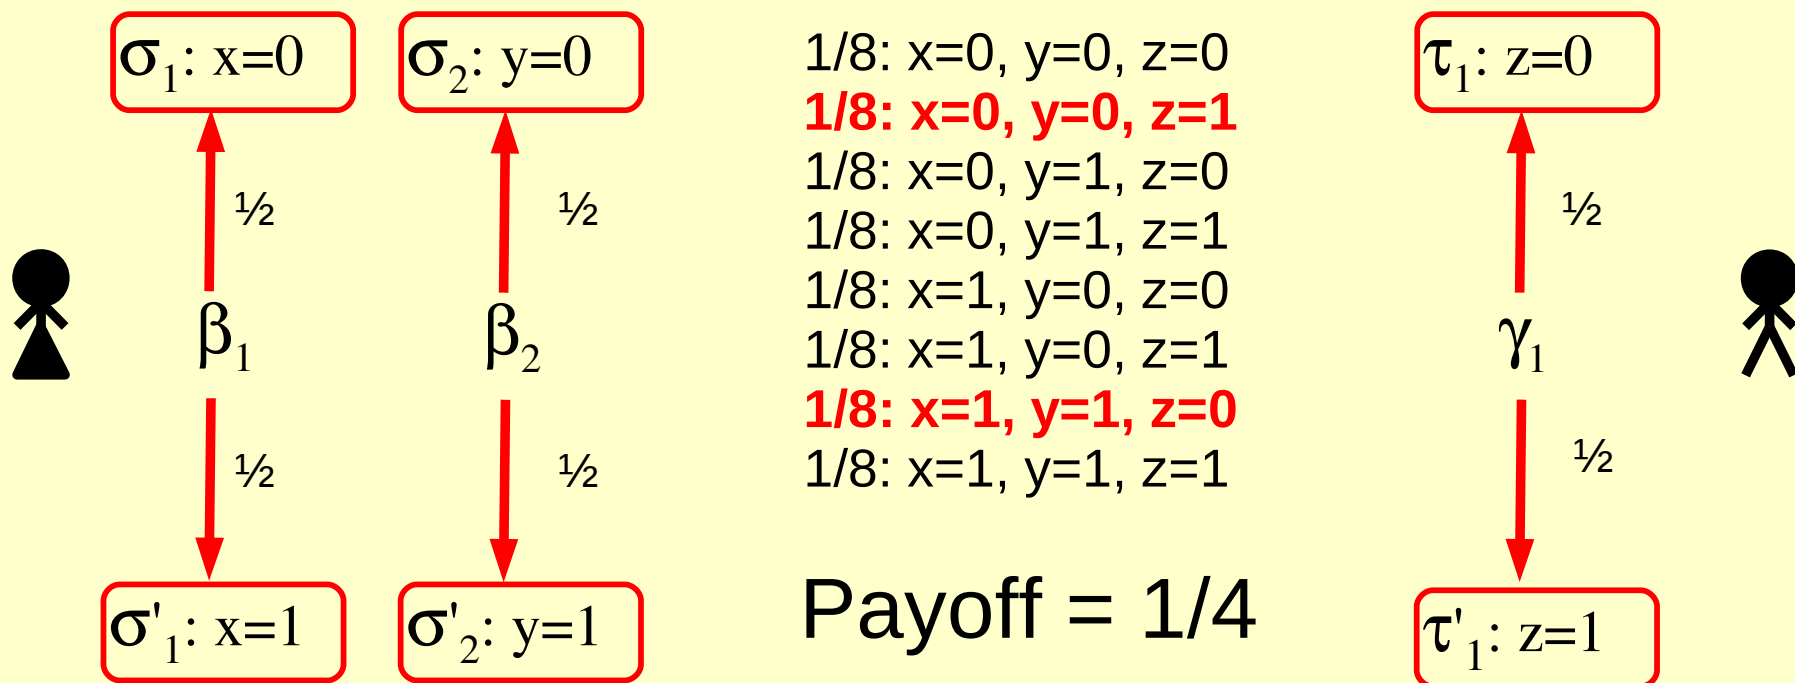 σ₁: x=0
σ₂: y=0
1/8: x=0, y=0, z=0
1/8: x=0, y=0, z=1
1/8: x=0, y=1, z=0
1/8: x=0, y=1, z=1
1/8: x=1, y=0, z=0
1/8: x=1, y=0, z=1
1/8: x=1, y=1, z=0
1/8: x=1, y=1, z=1
Payoff = 1/4
τ₁: z=0
½
½
½
β₁
β₂
γ₁
½
½
½
σ'₁: x=1
σ'₂: y=1
τ'₁: z=1